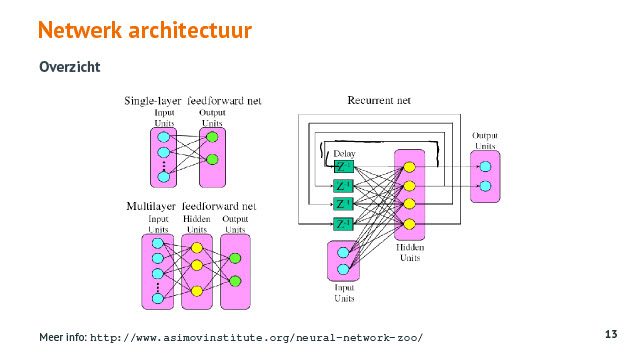 Netwerk architectuur
Overzicht
Single-layer feedforward net
Input Units
Output Units
Multilayer feedforward net
Input Units
Hidden Units
Output Units
Recurrent net
Delay
Z-1
Z-1
Z-1
Z-1
Hidden Units
Input Units
Output Units
Meer info: http://www.asimovinstitute.org/neural-network-zoo/
13